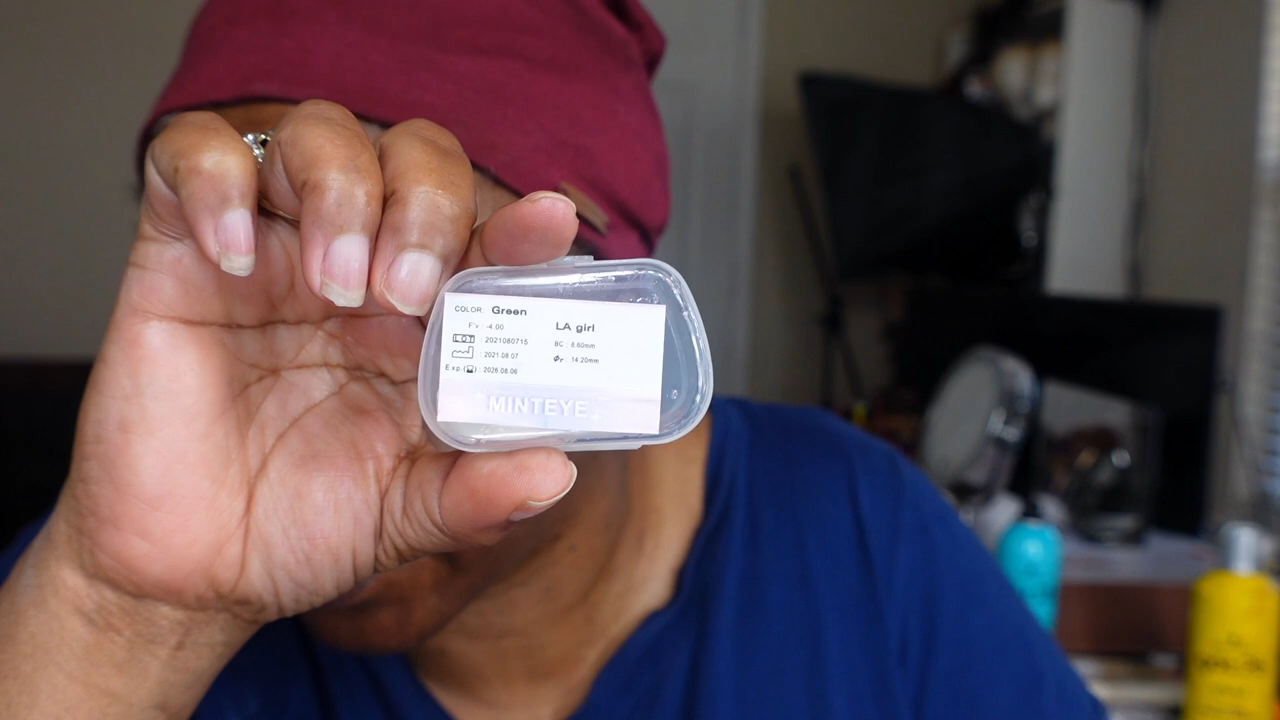 COLOR: Green
F'v : -4.00
LA girl
LOT : 2021080715
BC : 8.60mm
: 2021.08.07
Φт : 14.20mm
Exp.( ) : 2026.08.06
MINTEYE